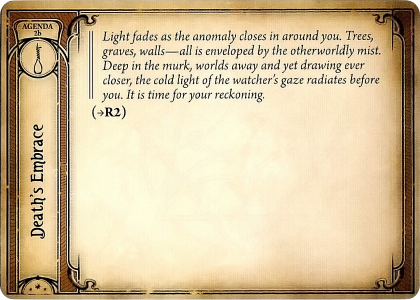 AGENDA
2b
Death's Embrace
Light fades as the anomaly closes in around you. Trees,
graves, walls—all is enveloped by the otherworldly mist.
Deep in the murk, worlds away and yet drawing ever
closer, the cold light of the watcher's gaze radiates before
you. It is time for your reckoning.
(→R2)